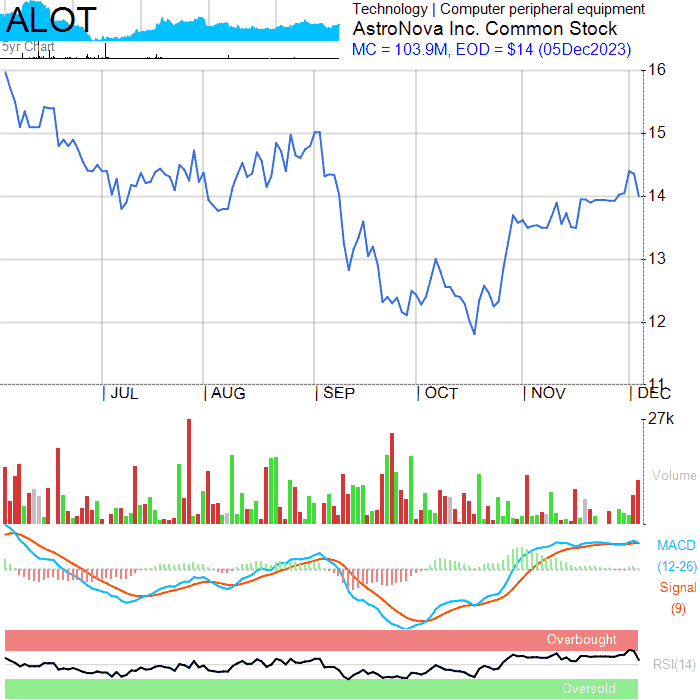 ALOT
5yr Chart
Technology | Computer peripheral equipment
AstroNova Inc. Common Stock
MC = 103.9M, EOD = $14 (05Dec2023)
16
15
14
13
12
11
| JUL | AUG | SEP | OCT | NOV | DEC
27k
Volume
MACD
(12-26)
Signal
(9)
Overbought
RSI(14)
Oversold